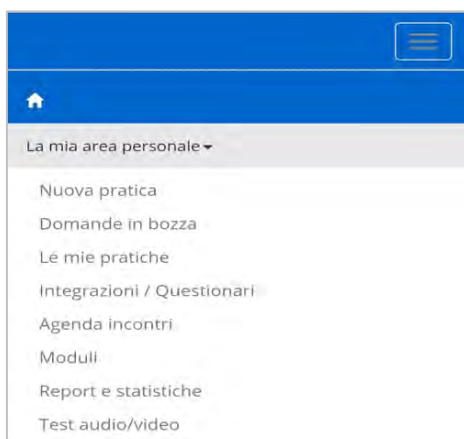 La mia area personale
Nuova pratica
Domande in bozza
Le mie pratiche
Integrazioni / Questionari
Agenda incontri
Moduli
Report e statistiche
Test audio/video